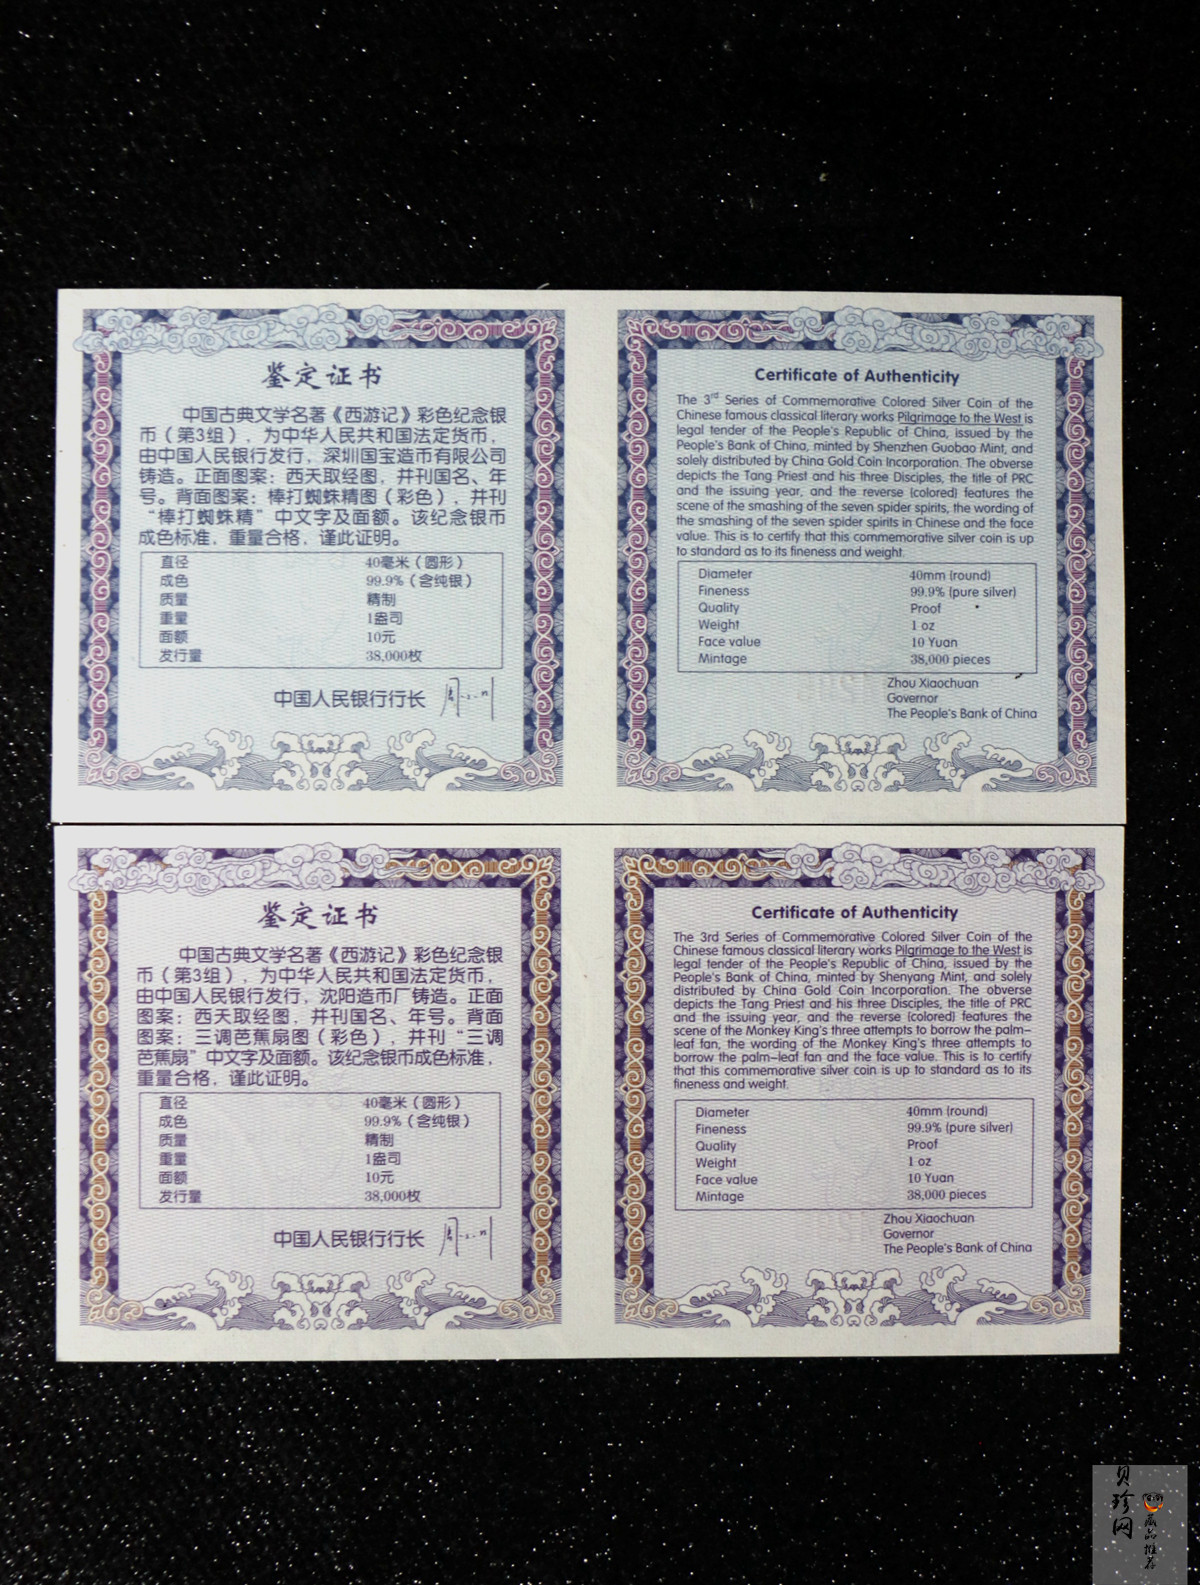 鉴定证书
中国古典文学名著《西游记》彩色纪念银
币（第3组），为中华人民共和国法定货币，
由中国人民银行发行，深圳国宝造币有限公司
铸造。正面图案：西天取经图，并刊国名、年
号。背面图案：棒打蜘蛛精图（彩色），并刊
“棒打蜘蛛精”中文字及面额。该纪念银币
成色标准，重量合格，谨此证明。
直径 40毫米（圆形）
成色 99.9%（含纯银）
质量 精制
重量 1盎司
面额 10元
发行量 38,000枚
中国人民银行行长
Certificate of Authenticity
The 3rd Series of Commemorative Colored Silver Coin of the
Chinese famous classical literary works Pilgrimage to the West is
legal tender of the People's Republic of China, issued by the
People's Bank of China, minted by Shenzhen Guobao Mint, and
solely distributed by China Gold Coin Incorporation. The obverse
depicts the Tang Priest and his three Disciples, the title of PRC
and the issuing year, and the reverse (colored) features the
scene of the smashing of the seven spider spirits, the wording of
the smashing of the seven spider spirits in Chinese and the face
value. This is to certify that this commemorative silver coin is up
to standard as to its fineness and weight.
Diameter 40mm (round)
Fineness 99.9% (pure silver)
Quality Proof
Weight 1 oz
Face value 10 Yuan
Mintage 38,000 pieces
Zhou Xiaochuan
Governor
The People's Bank of China
鉴定证书
中国古典文学名著《西游记》彩色纪念银
币（第3组），为中华人民共和国法定货币，
由中国人民银行发行，沈阳造币厂铸造。正面
图案：西天取经图，并刊国名、年号。背面
图案：三调芭蕉扇图（彩色），并刊“三调
芭蕉扇”中文字及面额。该纪念银币成色标准，
重量合格，谨此证明。
直径 40毫米（圆形）
成色 99.9%（含纯银）
质量 精制
重量 1盎司
面额 10元
发行量 38,000枚
中国人民银行行长
Certificate of Authenticity
The 3rd Series of Commemorative Colored Silver Coin of the
Chinese famous classical literary works Pilgrimage to the West is
legal tender of the People's Republic of China, issued by the
People's Bank of China, minted by Shenyang Mint, and solely
distributed by China Gold Coin Incorporation. The obverse
depicts the Tang Priest and his three Disciples, the title of PRC
and the issuing year, and the reverse (colored) features the
scene of the Monkey King's three attempts to borrow the palm-
leaf fan, the wording of the Monkey King's three attempts to
borrow the palm-leaf fan and the face value. This is to certify
that this commemorative silver coin is up to standard as to its
fineness and weight.
Diameter 40mm (round)
Fineness 99.9% (pure silver)
Quality Proof
Weight 1 oz
Face value 10 Yuan
Mintage 38,000 pieces
Zhou Xiaochuan
Governor
The People's Bank of China
贝珍网
藏品推荐